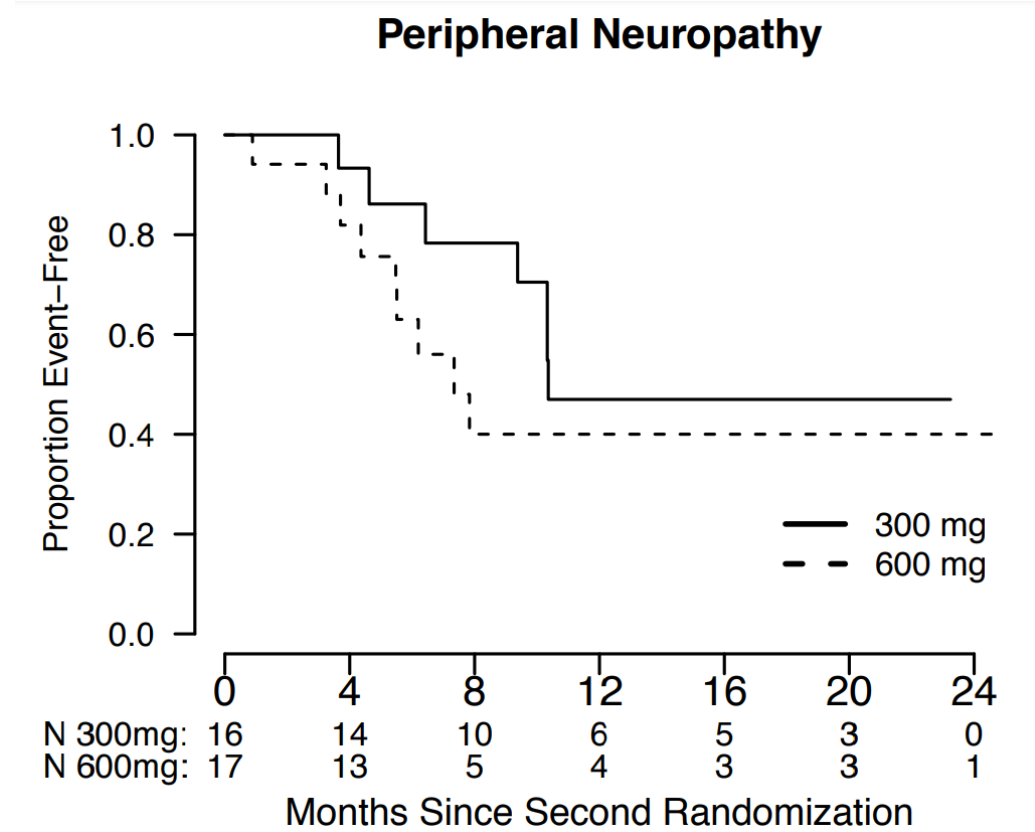 Peripheral Neuropathy
Proportion Event−Free
1.0
0.8
0.6
0.4
0.2
0.0
300 mg
600 mg
0 4 8 12 16 20 24
N 300mg: 16 14 10 6 5 3 0
N 600mg: 17 13 5 4 3 3 1
Months Since Second Randomization